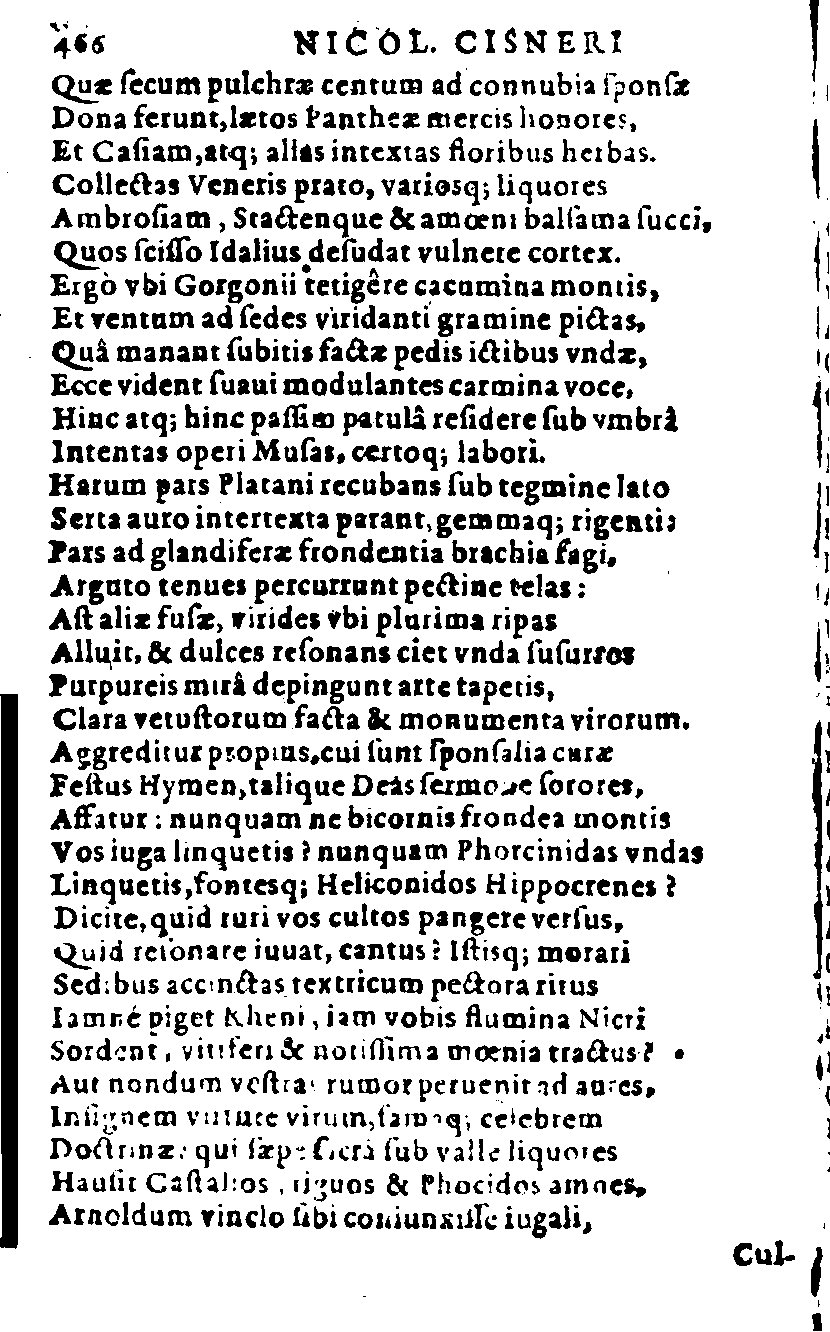 466 NICOL. CISNERI
Quæ ſecum pulchræ centum ad connubia ſponſæ
Dona ferunt,lætos Pantheæ mercis honores,
Et Caſiam,atq; alias intextas floribus herbas.
Collectas Veneris prato, variosq; liquores
Ambroſiam , Stactenque & amœni balſama ſucci,
Quos ſciſſo Idalius deſudat vulnere cortex.
Ergò vbi Gorgonii tetigêre cacumina montis,
Et ventum ad ſedes viridanti gramine pictas,
Quâ manant ſubitis factæ pedis ictibus vndæ,
Ecce vident ſuaui modulantes carmina voce,
Hinc atq; hinc paſſim patulâ reſidere ſub vmbrâ
Intentas operi Muſas, certoq; labori.
Harum pars Platani recubans ſub tegmine lato
Serta auro intertexta parant,gemmaq; rigenti:
Pars ad glandiferæ frondentia brachia fagi,
Arguto tenues percurrunt pectine telas :
Aſt aliæ fuſæ, virides vbi plurima ripas
Alluit, & dulces reſonans ciet vnda ſuſurros
Purpureis mirâ depingunt arte tapetis,
Clara vetuſtorum facta & monumenta virorum.
Aggreditur propius,cui ſunt ſponſalia curæ
Feſtus Hymen,talique Deas ſermone ſorores,
Affatur : nunquam ne bicornis frondea montis
Vos iuga linquetis ? nunquam Phorcinidas vndas
Linquetis,fontesq; Heliconidos Hippocrenes ?
Dicite,quid ruri vos cultos pangere verſus,
Quid reſonare iuuat, cantus ? Iſtisq; morari
Sedibus accinctas textricum pectora ritus
Iamné piget Rheni , iam vobis flumina Nicri
Sordent , vitiferi & notiſſima mœnia tractus ?
Aut nondum veſtras rumor peruenit ad aures,
Inſignem virtute virum,famaq; celebrem
Doctrinæ, qui ſæpe ſacrâ ſub valle liquores
Hauſit Caſtalios , riguos & Phocidos amnes,
Arnoldum vinclo ſibi coniunxiſſe iugali,
Cul-